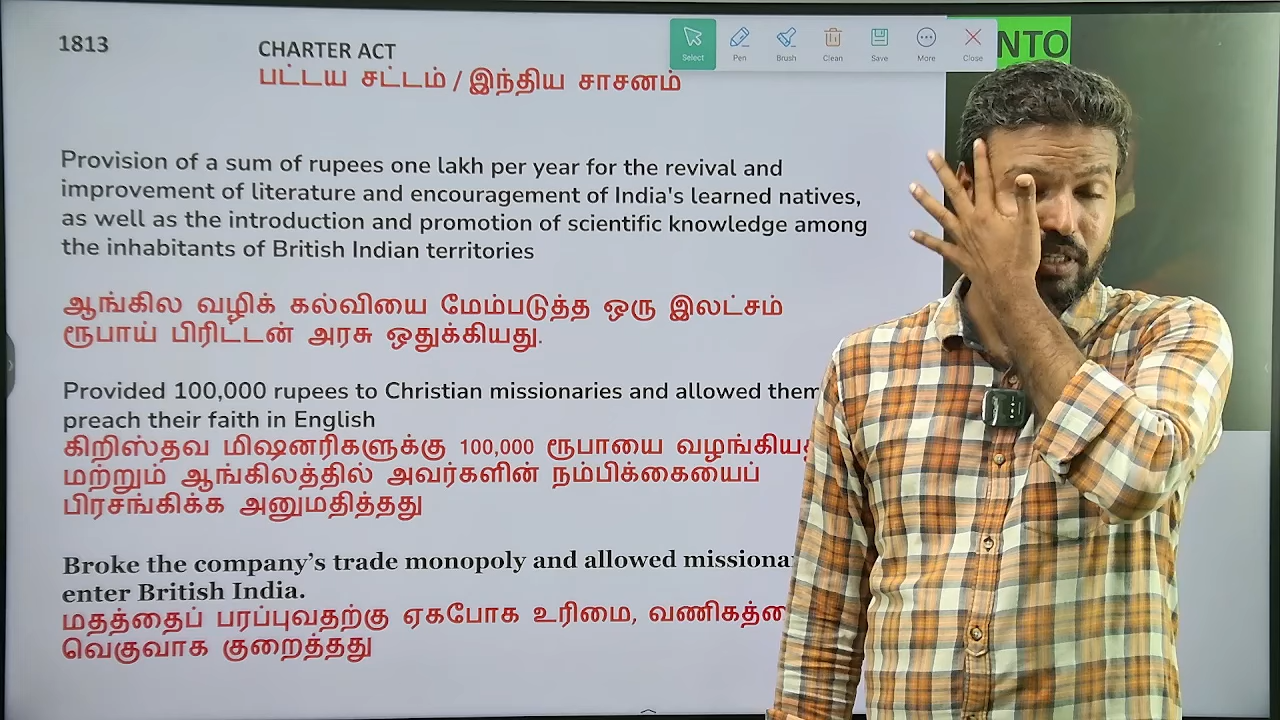 1813
CHARTER ACT
பட்டய சட்டம் / இந்திய சாசனம்
Select
Pen
Brush
Clean
Save
More
Close
NTO
Provision of a sum of rupees one lakh per year for the revival and
improvement of literature and encouragement of India's learned natives,
as well as the introduction and promotion of scientific knowledge among
the inhabitants of British Indian territories
ஆங்கில வழிக் கல்வியை மேம்படுத்த ஒரு இலட்சம்
ரூபாய் பிரிட்டன் அரசு ஒதுக்கியது.
Provided 100,000 rupees to Christian missionaries and allowed them
preach their faith in English
கிறிஸ்தவ மிஷனரிகளுக்கு 100,000 ரூபாயை
மற்றும் ஆங்கிலத்தில் அவர்களின் நம்பிக்கையைப்
பிரசங்கிக்க அனுமதித்தது
Broke the company's trade monopoly and allowed
enter British India.
மதத்தைப் பரப்புவதற்கு ஏகபோக உரிமை,
வெகுவாக குறைத்தது